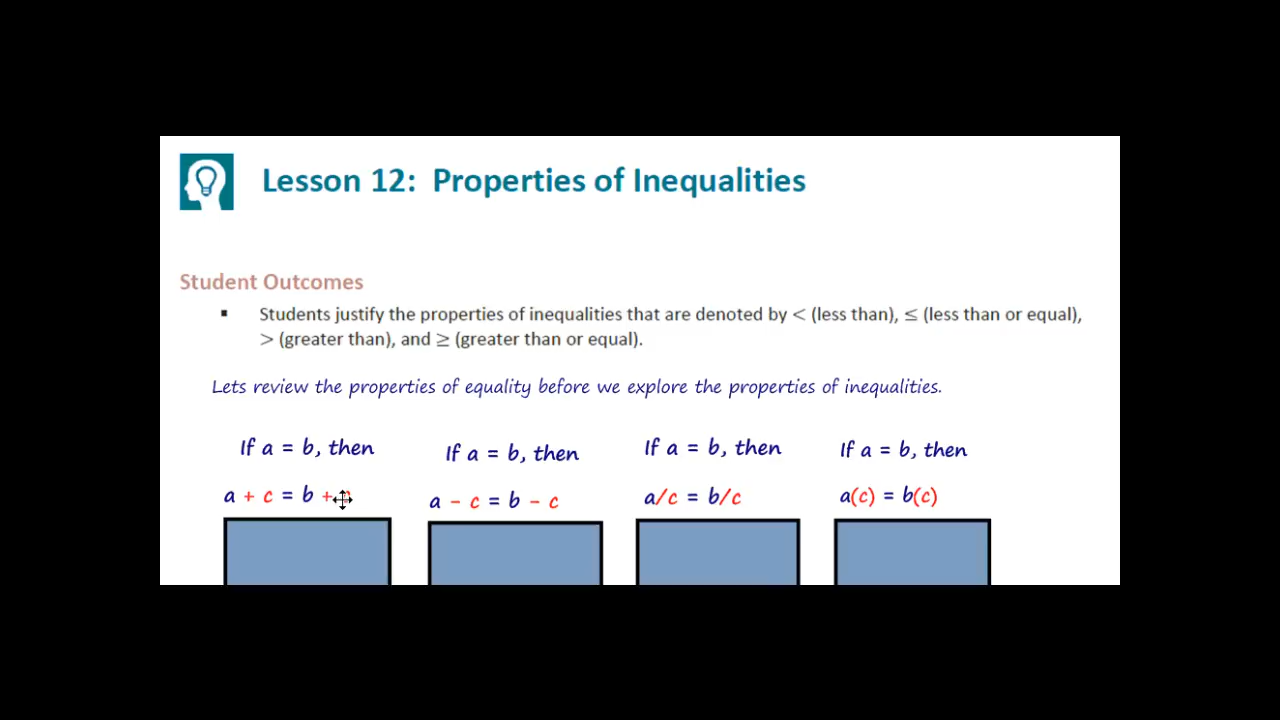 Lesson 12: Properties of Inequalities
Student Outcomes
▪ Students justify the properties of inequalities that are denoted by < (less than), ≤ (less than or equal),
> (greater than), and ≥ (greater than or equal).
Lets review the properties of equality before we explore the properties of inequalities.
If a = b, then
a + c = b +
If a = b, then
a − c = b − c
If a = b, then
a/c = b/c
If a = b, then
a(c) = b(c)